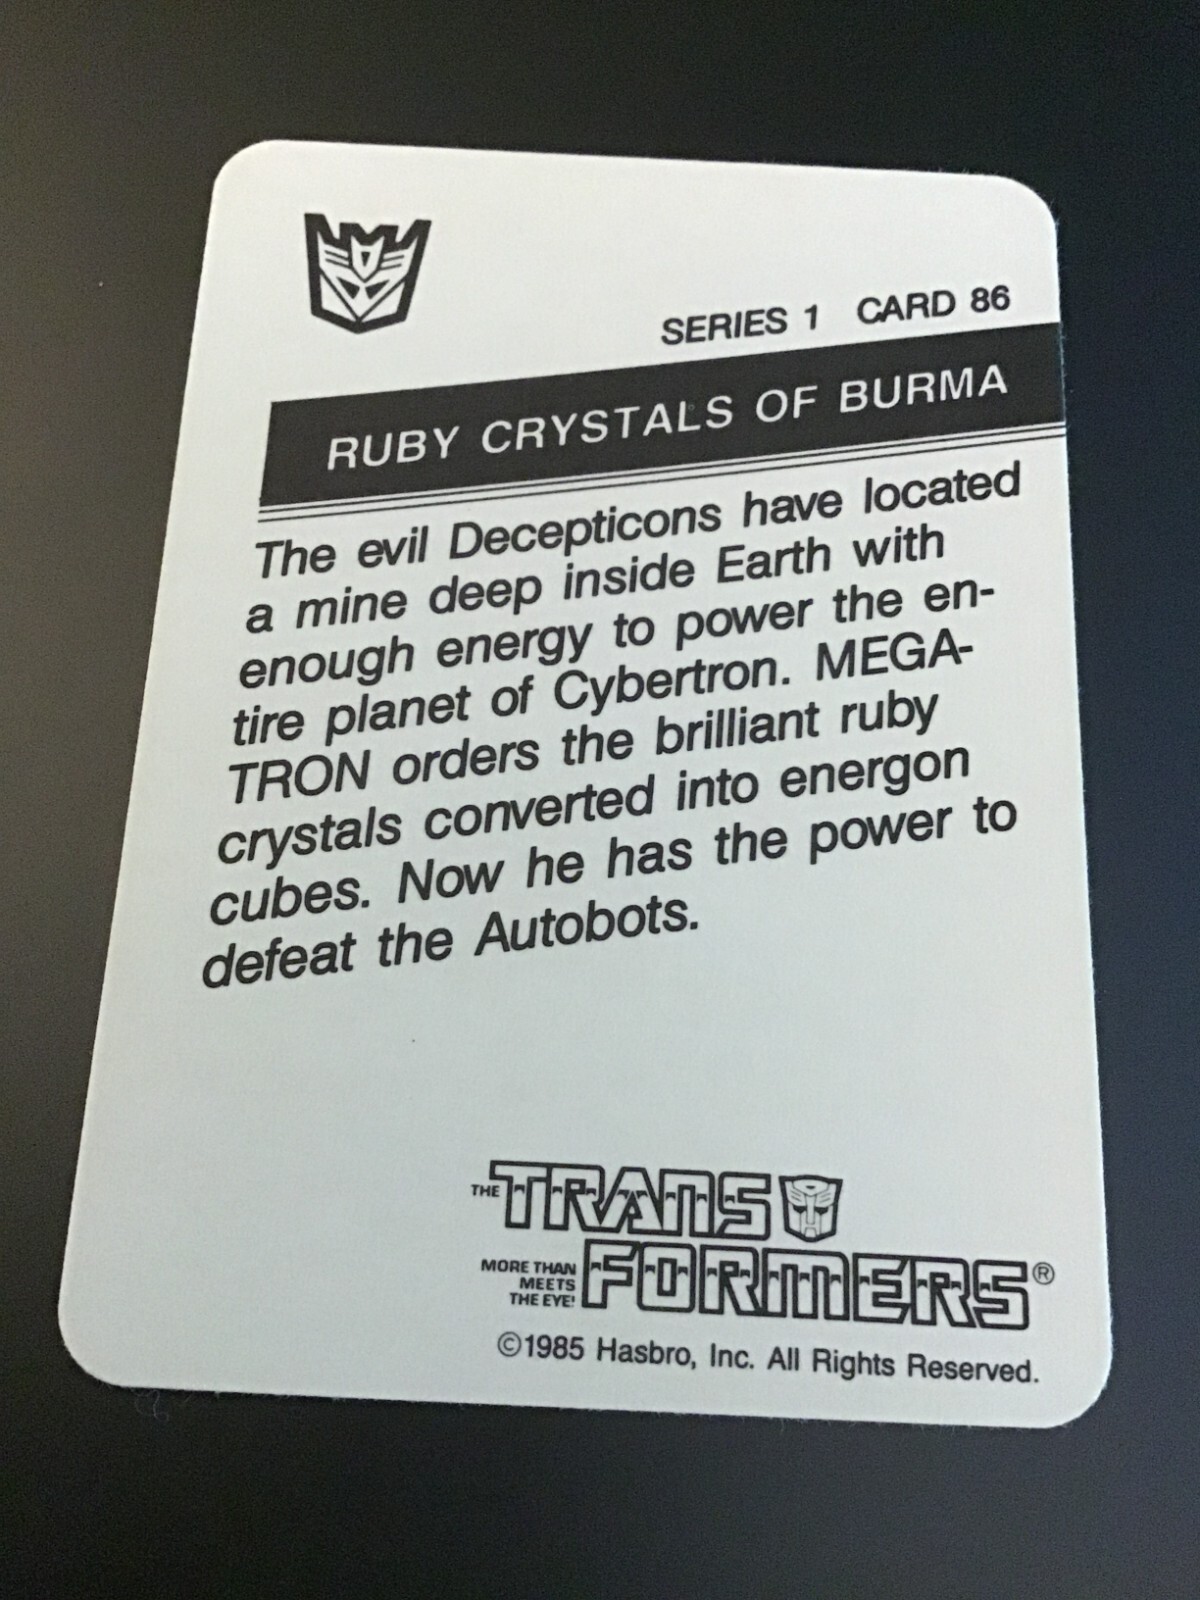 SERIES 1 CARD 86
RUBY CRYSTALS OF BURMA
The evil Decepticons have located
a mine deep inside Earth with
enough energy to power the en-
tire planet of Cybertron. MEGA-
TRON orders the brilliant ruby
crystals converted into energon
cubes. Now he has the power to
defeat the Autobots.
THE TRANS
MORE THAN
MEETS
THE EYE!
FORMERS®
©1985 Hasbro, Inc. All Rights Reserved.